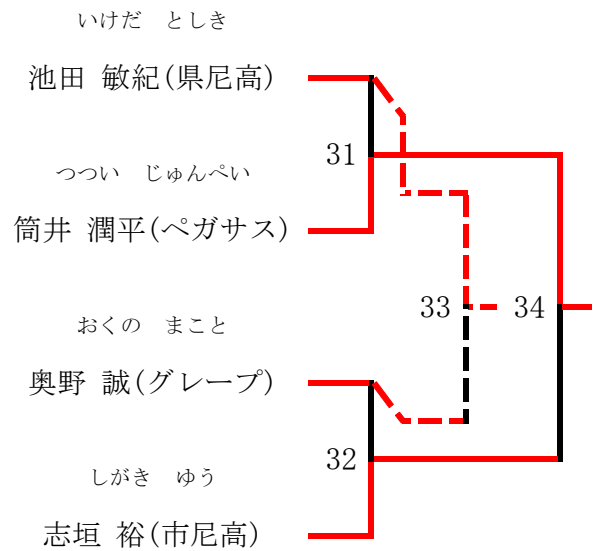 いけだ としき
池田 敏紀(県尼高)
31
つつい じゅんぺい
筒井 潤平(ペガサス)
33
34
おくの まこと
奥野 誠(グレープ)
32
しがき ゆう
志垣 裕(市尼高)